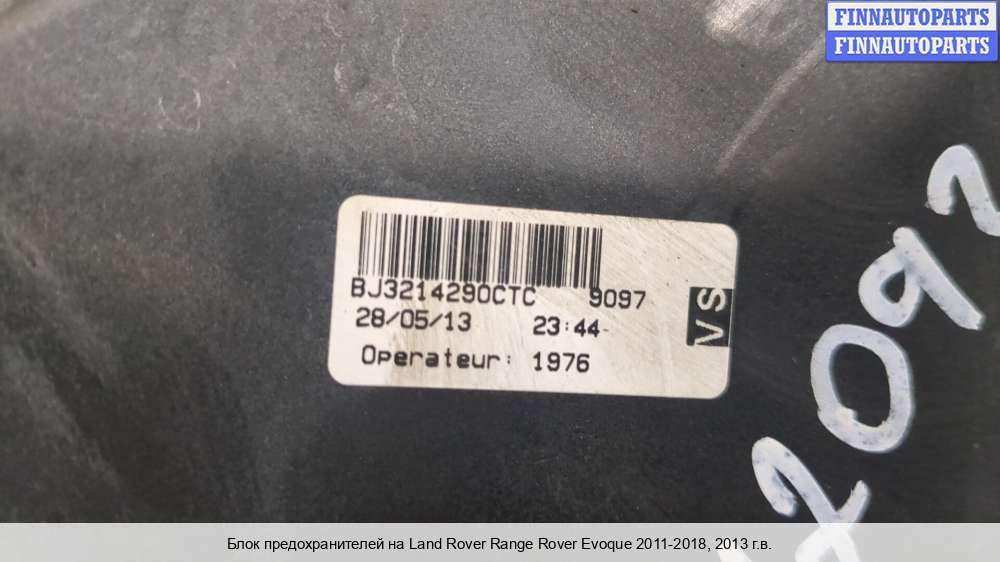 FINNAUTOPARTS
FINNAUTOPARTS
BJ3214290CTC 9097
28/05/13 23:44
Operateur: 1976
VS
Блок предохранителей на Land Rover Range Rover Evoque 2011-2018, 2013 г.в.